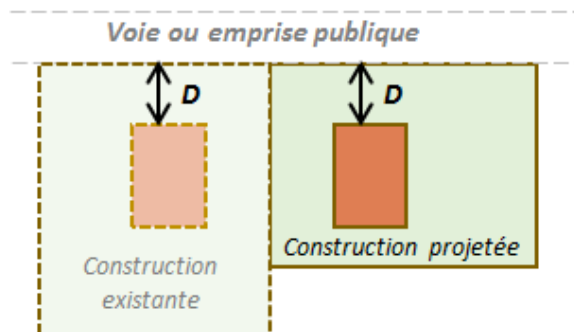 Voie ou emprise publique
D
D
Construction projetée
Construction
existante